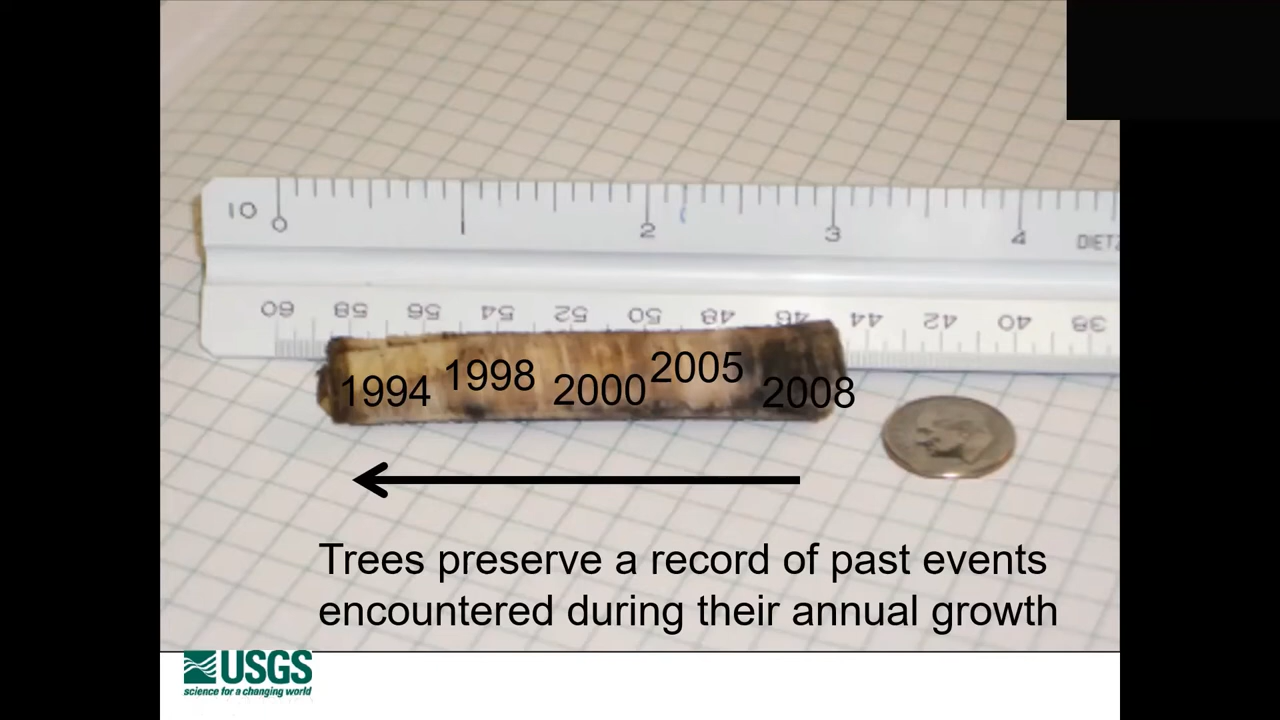 10 0 1 2 3 4 DIETZ
60 58 56 54 52 50 48 46 44 42 40 38
1994 1998 2000 2005 2008
Trees preserve a record of past events
encountered during their annual growth
USGS
science for a changing world